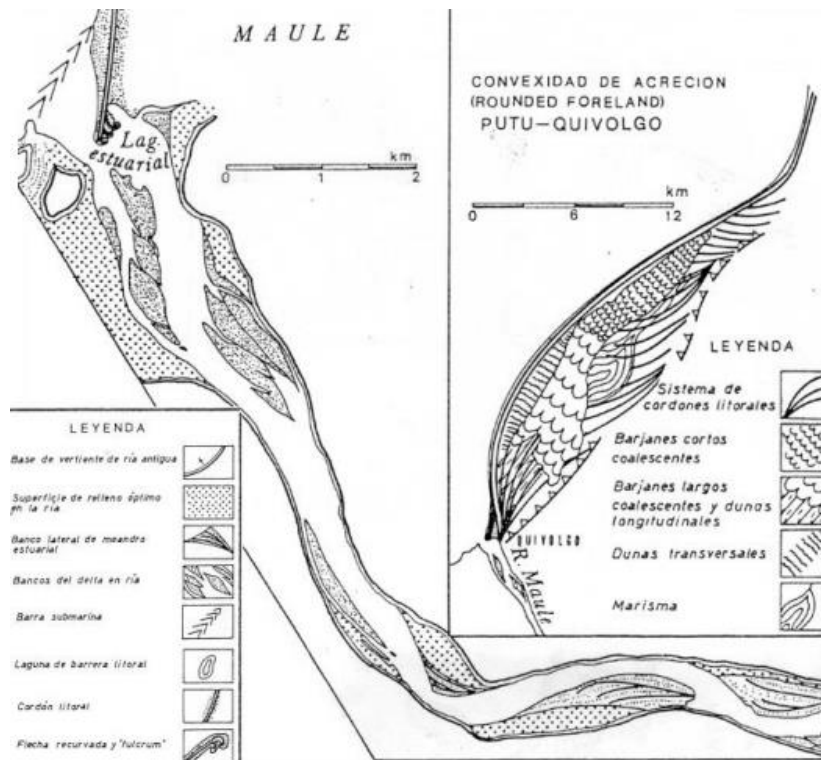 MAULE
Lag.
estuarial
km
0 1 2
CONVEXIDAD DE ACRECION
(ROUNDED FORELAND)
PUTU-QUIVOLGO
km
0 6 12
QUIVOLGO
R. Maule
LEYENDA
Sistema de
cordones litorales
Barjanes cortos
coalescentes
Barjanes largos
coalescentes y dunas
longitudinales
Dunas transversales
Marisma
LEYENDA
Base de vertiente de ría antigua
Superficie de relleno óptimo
en la ría
Banco lateral de meandro
estuarial
Bancos del delta en ría
Barra submarina
Laguna de barrera litoral
Cordón litoral
Flecha recurvada y "fulcrum"